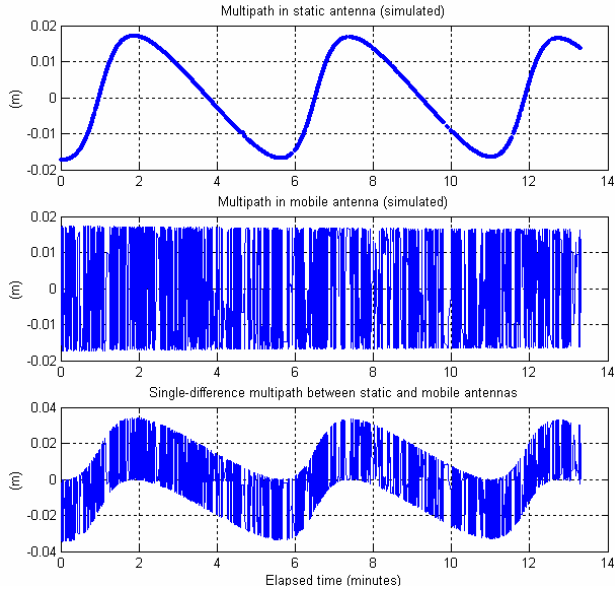 Multipath in static antenna (simulated)
0.02
0.01
0
-0.01
-0.02
(m)
0 2 4 6 8 10 12 14
Multipath in mobile antenna (simulated)
0.02
0.01
0
-0.01
-0.02
(m)
0 2 4 6 8 10 12 14
Single-difference multipath between static and mobile antennas
0.04
0.02
0
-0.02
-0.04
(m)
0 2 4 6 8 10 12 14
Elapsed time (minutes)